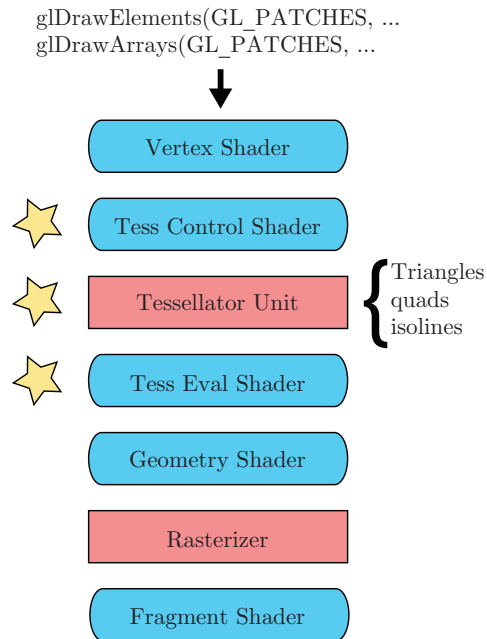 glDrawElements(GL_PATCHES, ...
glDrawArrays(GL_PATCHES, ...
Vertex Shader
Tess Control Shader
Tessellator Unit
Triangles
quads
isolines
Tess Eval Shader
Geometry Shader
Rasterizer
Fragment Shader